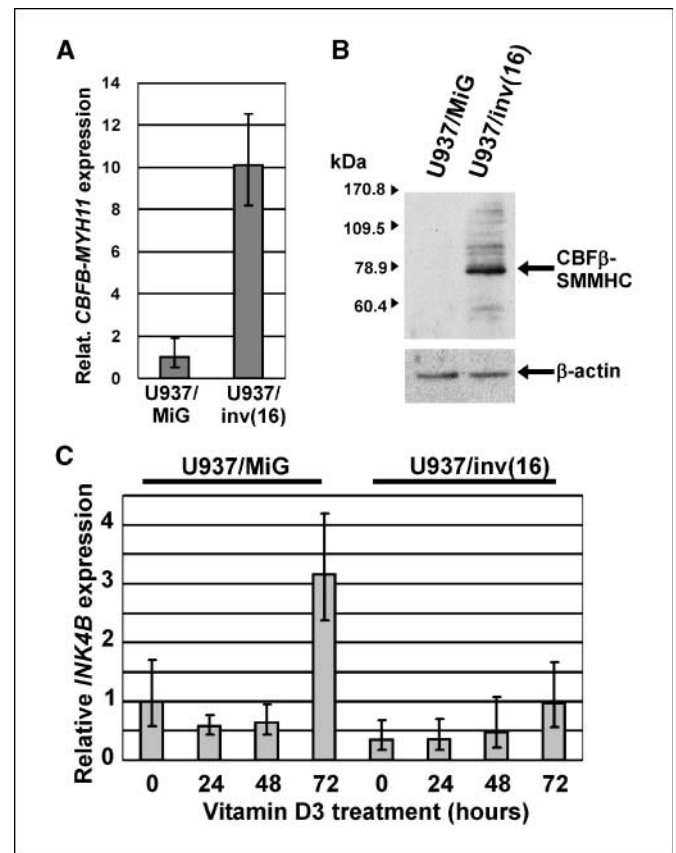 A
Relat. CBFB-MYH11 expression
14
12
10
8
6
4
2
0
U937/
MiG
U937/
inv(16)
B
U937/MiG
U937/inv(16)
kDa
170.8
109.5
78.9
60.4
CBFβ-
SMMHC
β-actin
C
U937/MiG
U937/inv(16)
Relative INK4B expression
4
3
2
1
0
0 24 48 72 0 24 48 72
Vitamin D3 treatment (hours)